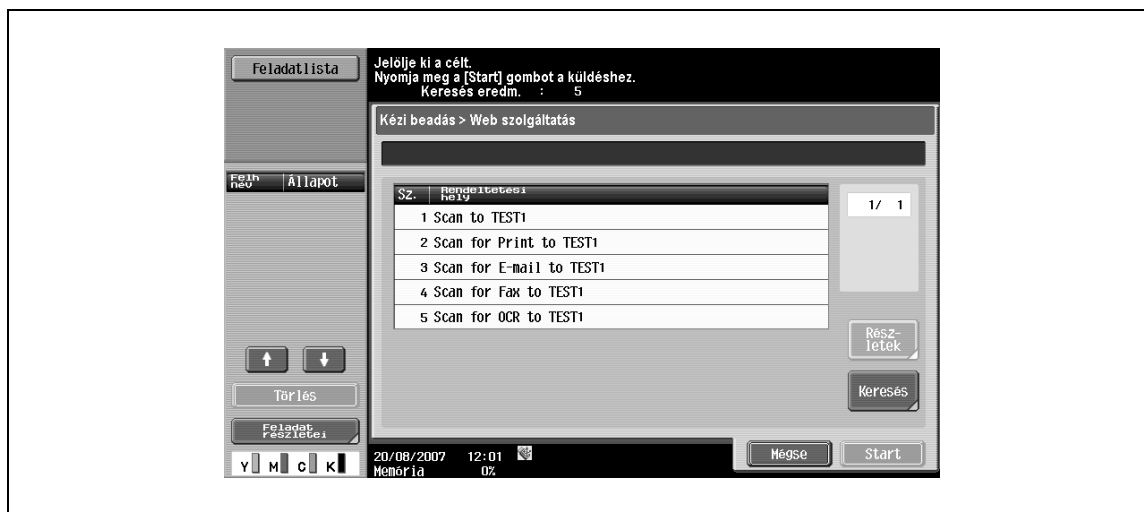 Feladatlista
Jelölje ki a célt.
Nyomja meg a [Start] gombot a küldéshez.
Keresés eredm. : 5
Kézi beadás > Web szolgáltatás
Felh név Állapot
Sz. Rendeltetési hely
1/ 1
1 Scan to TEST1
2 Scan for Print to TEST1
3 Scan for E-mail to TEST1
4 Scan for Fax to TEST1
5 Scan for OCR to TEST1
Rész-
letek
Törlés
Keresés
Feladat
részletei
Y M C K
20/08/2007 12:01
Memória 0%
Mégse
Start